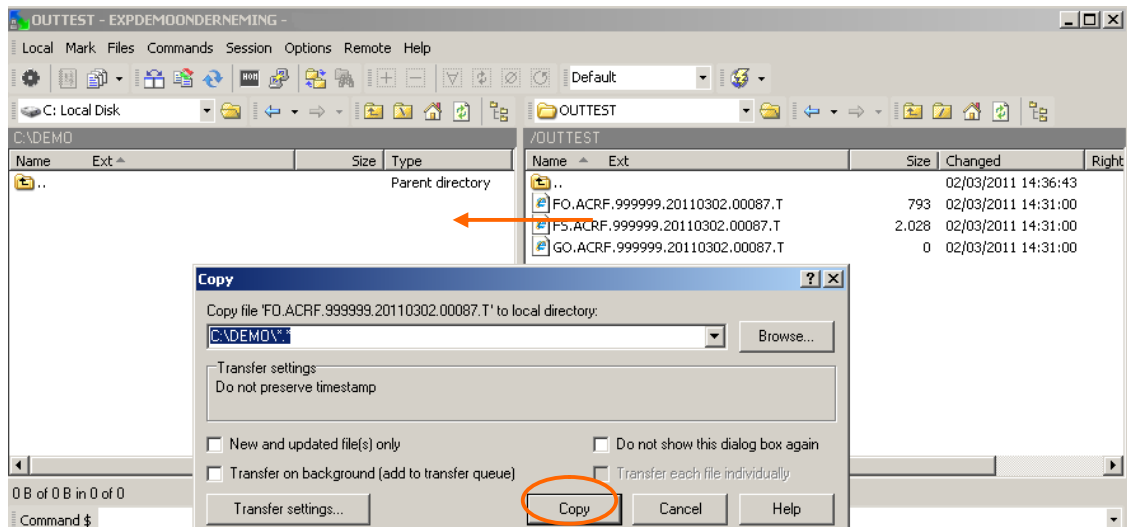 OUTTEST - EXPDEMOONDERNEMING -
Local Mark Files Commands Session Options Remote Help
Default
C: Local Disk OUTTEST
C:\DEMO /OUTTEST
Name Ext Size Type Name Ext Size Changed Right
.. Parent directory .. 02/03/2011 14:36:43
FO.ACRF.999999.20110302.00087.T 793 02/03/2011 14:31:00
FS.ACRF.999999.20110302.00087.T 2.028 02/03/2011 14:31:00
GO.ACRF.999999.20110302.00087.T 0 02/03/2011 14:31:00
Copy
Copy file 'FO.ACRF.999999.20110302.00087.T' to local directory:
C:\DEMO\*.* Browse...
Transfer settings
Do not preserve timestamp
New and updated file(s) only Do not show this dialog box again
Transfer on background (add to transfer queue) Transfer each file individually
0 B of 0 B in 0 of 0
Transfer settings... Copy Cancel Help
Command $